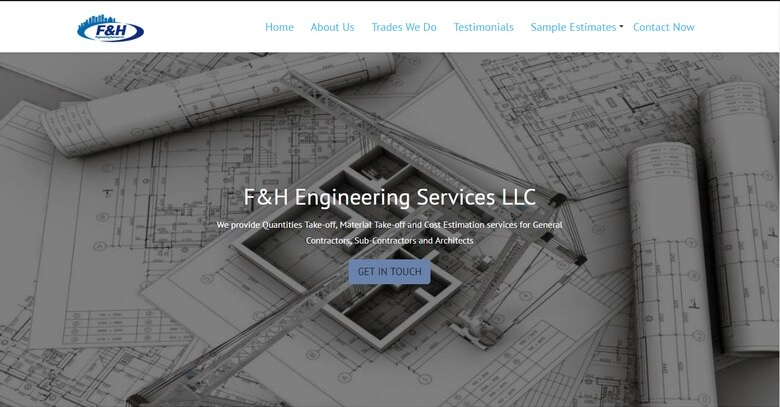 F&H
Home About Us Trades We Do Testimonials Sample Estimates Contact Now
F&H Engineering Services LLC
We provide Quantities Take-off, Material Take-off and Cost Estimation services for General
Contractors, Sub-Contractors and Architects
GET IN TOUCH